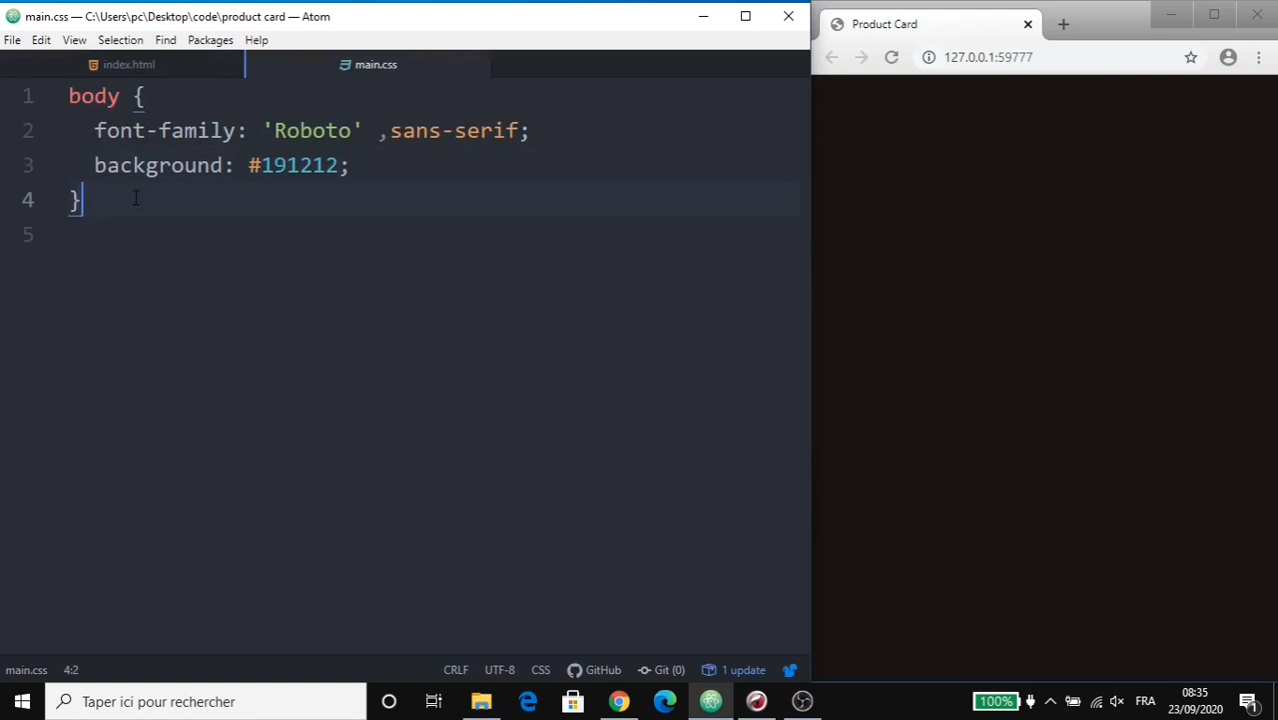 main.css — C:\Users\pc\Desktop\code\product card — Atom
File Edit View Selection Find Packages Help
index.html main.css
1 body {
2 font-family: 'Roboto' ,sans-serif;
3 background: #191212;
4 }
5
main.css 4:2 CRLF UTF-8 CSS GitHub Git (0) 1 update
Product Card
127.0.0.1:59777
Taper ici pour rechercher
100% FRA 08:35
23/09/2020 1